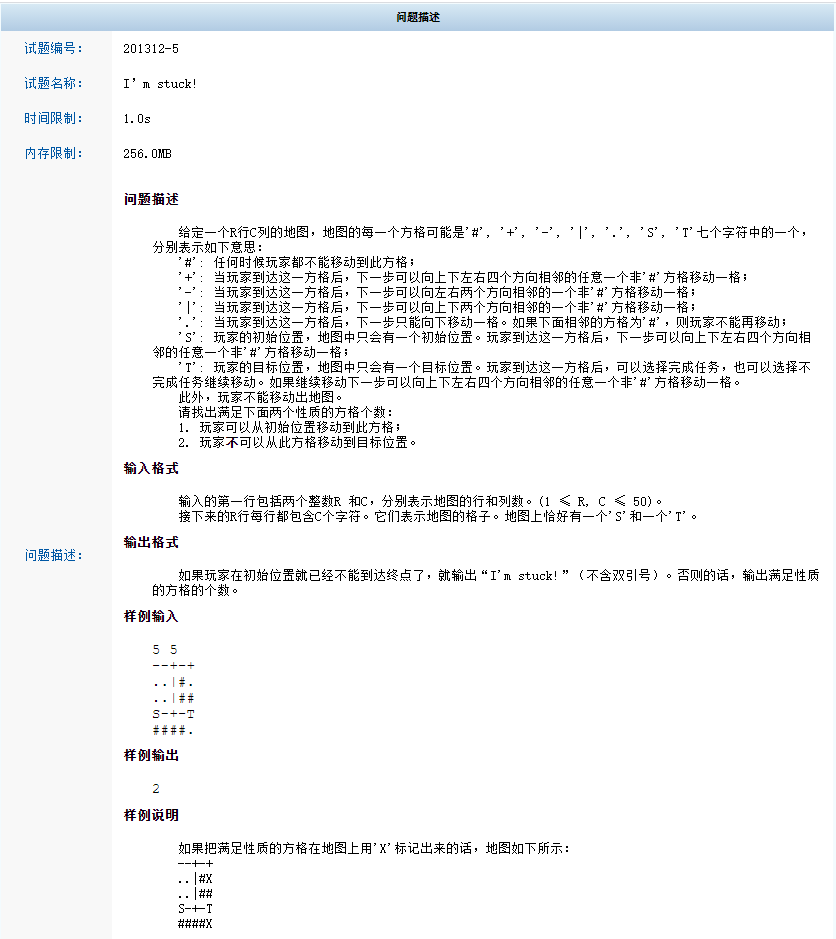 问题描述
试题编号： 201312-5
试题名称： I’m stuck!
时间限制： 1.0s
内存限制： 256.0MB
问题描述：
问题描述
给定一个R行C列的地图，地图的每一个方格可能是'#', '+', '-', '|', '.', 'S', 'T'七个字符中的一个，
分别表示如下意思：
'#': 任何时候玩家都不能移动到此方格；
'+': 当玩家到达这一方格后，下一步可以向上下左右四个方向相邻的任意一个非'#'方格移动一格；
'-': 当玩家到达这一方格后，下一步可以向左右两个方向相邻的一个非'#'方格移动一格；
'|': 当玩家到达这一方格后，下一步可以向上下两个方向相邻的一个非'#'方格移动一格；
'.': 当玩家到达这一方格后，下一步只能向下移动一格。如果下面相邻的方格为'#'，则玩家不能再移动；
'S': 玩家的初始位置，地图中只会有一个初始位置。玩家到达这一方格后，下一步可以向上下左右四个方向相
邻的任意一个非'#'方格移动一格；
'T': 玩家的目标位置，地图中只会有一个目标位置。玩家到达这一方格后，可以选择完成任务，也可以选择不
完成任务继续移动。如果继续移动下一步可以向上下左右四个方向相邻的任意一个非'#'方格移动一格。
此外，玩家不能移动出地图。
请找出满足下面两个性质的方格个数：
1. 玩家可以从初始位置移动到此方格；
2. 玩家不可以从此方格移动到目标位置。
输入格式
输入的第一行包括两个整数R 和C，分别表示地图的行和列数。(1 ≤ R, C ≤ 50)。
接下来的R行每行都包含C个字符。它们表示地图的格子。地图上恰好有一个'S'和一个'T'。
输出格式
如果玩家在初始位置就已经不能到达终点了，就输出“I'm stuck!”（不含双引号）。否则的话，输出满足性质
的方格的个数。
样例输入
5 5
--+-+
..|#.
..|##
S-+-T
####.
样例输出
2
样例说明
如果把满足性质的方格在地图上用'X'标记出来的话，地图如下所示：
--+-+
..|#X
..|##
S-+-T
####X